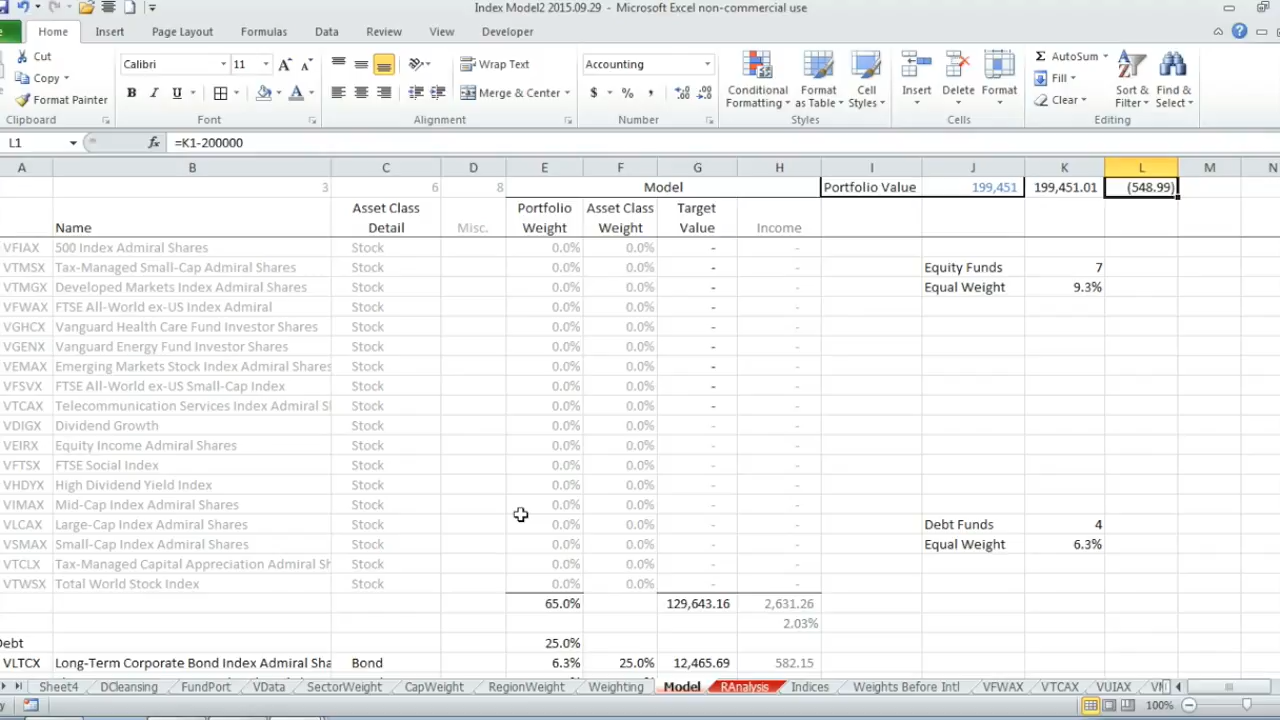 Index Model2 2015.09.29 - Microsoft Excel non-commercial use
Home Insert Page Layout Formulas Data Review View Developer
Cut
Copy
Format Painter
Clipboard
Calibri 11
B I U
Font
Wrap Text
Merge & Center
Alignment
Accounting
$ % ,
Number
Conditional Formatting
Format as Table
Cell Styles
Styles
Insert Delete Format
Cells
AutoSum
Fill
Clear
Sort & Filter
Find & Select
Editing
L1 fx =K1-200000
A B C D E F G H I J K L M N
3 6 8 Model Portfolio Value 199,451 199,451.01 (548.99)
Name Asset Class Detail Misc. Portfolio Weight Asset Class Weight Target Value Income
VFIAX 500 Index Admiral Shares Stock 0.0% 0.0% - -
VTMSX Tax-Managed Small-Cap Admiral Shares Stock 0.0% 0.0% - - Equity Funds 7
VTMGX Developed Markets Index Admiral Shares Stock 0.0% 0.0% - - Equal Weight 9.3%
VFWAX FTSE All-World ex-US Index Admiral Stock 0.0% 0.0% - -
VGHCX Vanguard Health Care Fund Investor Shares Stock 0.0% 0.0% - -
VGENX Vanguard Energy Fund Investor Shares Stock 0.0% 0.0% - -
VEMAX Emerging Markets Stock Index Admiral Shares Stock 0.0% 0.0% - -
VFSVX FTSE All-World ex-US Small-Cap Index Stock 0.0% 0.0% - -
VTCAX Telecommunication Services Index Admiral S Stock 0.0% 0.0% - -
VDIGX Dividend Growth Stock 0.0% 0.0% - -
VEIRX Equity Income Admiral Shares Stock 0.0% 0.0% - -
VFTSX FTSE Social Index Stock 0.0% 0.0% - -
VHDYX High Dividend Yield Index Stock 0.0% 0.0% - -
VIMAX Mid-Cap Index Admiral Shares Stock 0.0% 0.0% - -
VLCAX Large-Cap Index Admiral Shares Stock 0.0% 0.0% - - Debt Funds 4
VSMAX Small-Cap Index Admiral Shares Stock 0.0% 0.0% - - Equal Weight 6.3%
VTCLX Tax-Managed Capital Appreciation Admiral Sh Stock 0.0% 0.0% - -
VTWSX Total World Stock Index Stock 0.0% 0.0% - -
65.0% 129,643.16 2,631.26
2.03%
Debt 25.0%
VLTCX Long-Term Corporate Bond Index Admiral Sha Bond 6.3% 25.0% 12,465.69 582.15
Sheet4 DCleansing FundPort VData SectorWeight CapWeight RegionWeight Weighting Model RAnalysis Indices Weights Before Intl VFWAX VTCAX VUIAX
100%